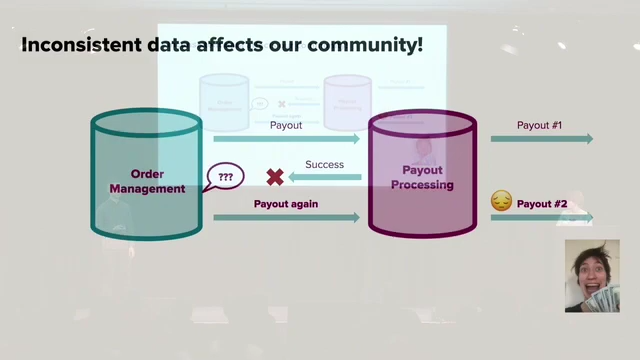 Inconsistent data affects our community!
Payout
Payout #1
Order
Management
???
Success
Payout
Processing
Payout again
Payout #2